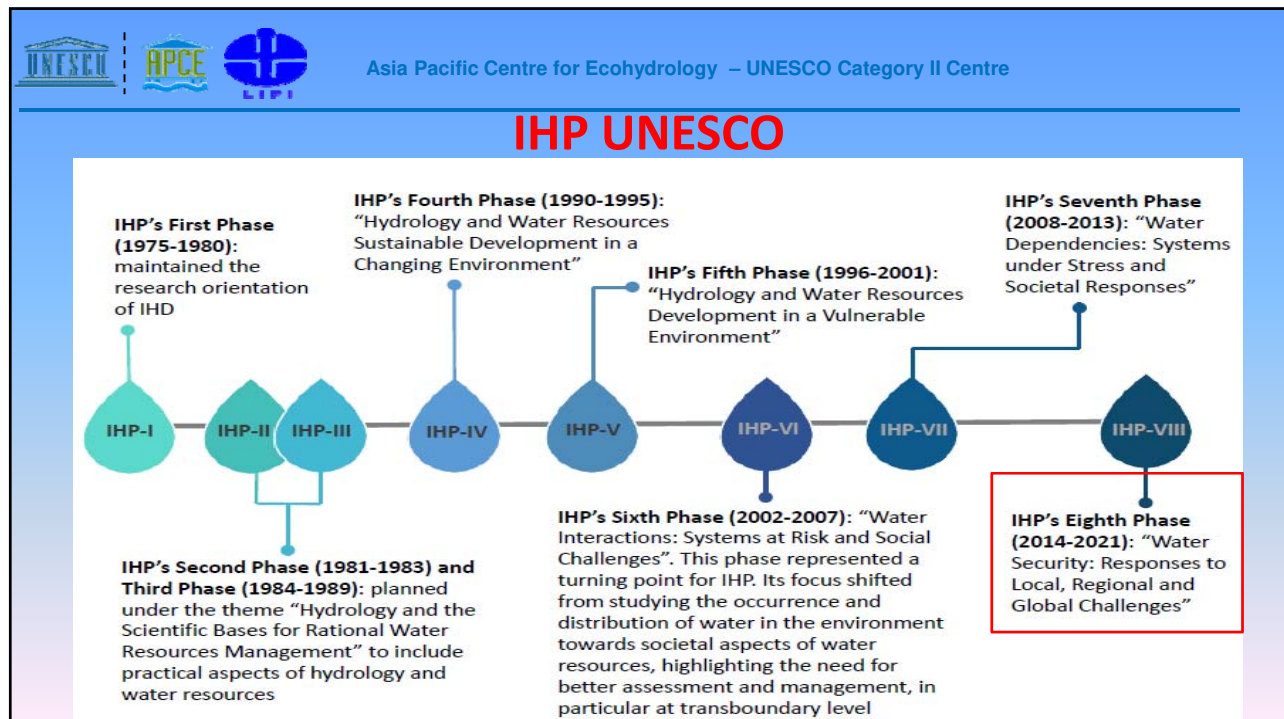 UNESCO
APCE
LIPI
Asia Pacific Centre for Ecohydrology – UNESCO Category II Centre
IHP UNESCO
IHP's First Phase
(1975-1980):
maintained the
research orientation
of IHD
IHP's Fourth Phase (1990-1995):
"Hydrology and Water Resources
Sustainable Development in a
Changing Environment"
IHP's Fifth Phase (1996-2001):
"Hydrology and Water Resources
Development in a Vulnerable
Environment"
IHP's Seventh Phase
(2008-2013): "Water
Dependencies: Systems
under Stress and
Societal Responses"
IHP-I
IHP-II
IHP-III
IHP-IV
IHP-V
IHP-VI
IHP-VII
IHP-VIII
IHP's Second Phase (1981-1983) and
Third Phase (1984-1989): planned
under the theme "Hydrology and the
Scientific Bases for Rational Water
Resources Management" to include
practical aspects of hydrology and
water resources
IHP's Sixth Phase (2002-2007): "Water
Interactions: Systems at Risk and Social
Challenges". This phase represented a
turning point for IHP. Its focus shifted
from studying the occurrence and
distribution of water in the environment
towards societal aspects of water
resources, highlighting the need for
better assessment and management, in
particular at transboundary level
IHP's Eighth Phase
(2014-2021): "Water
Security: Responses to
Local, Regional and
Global Challenges"